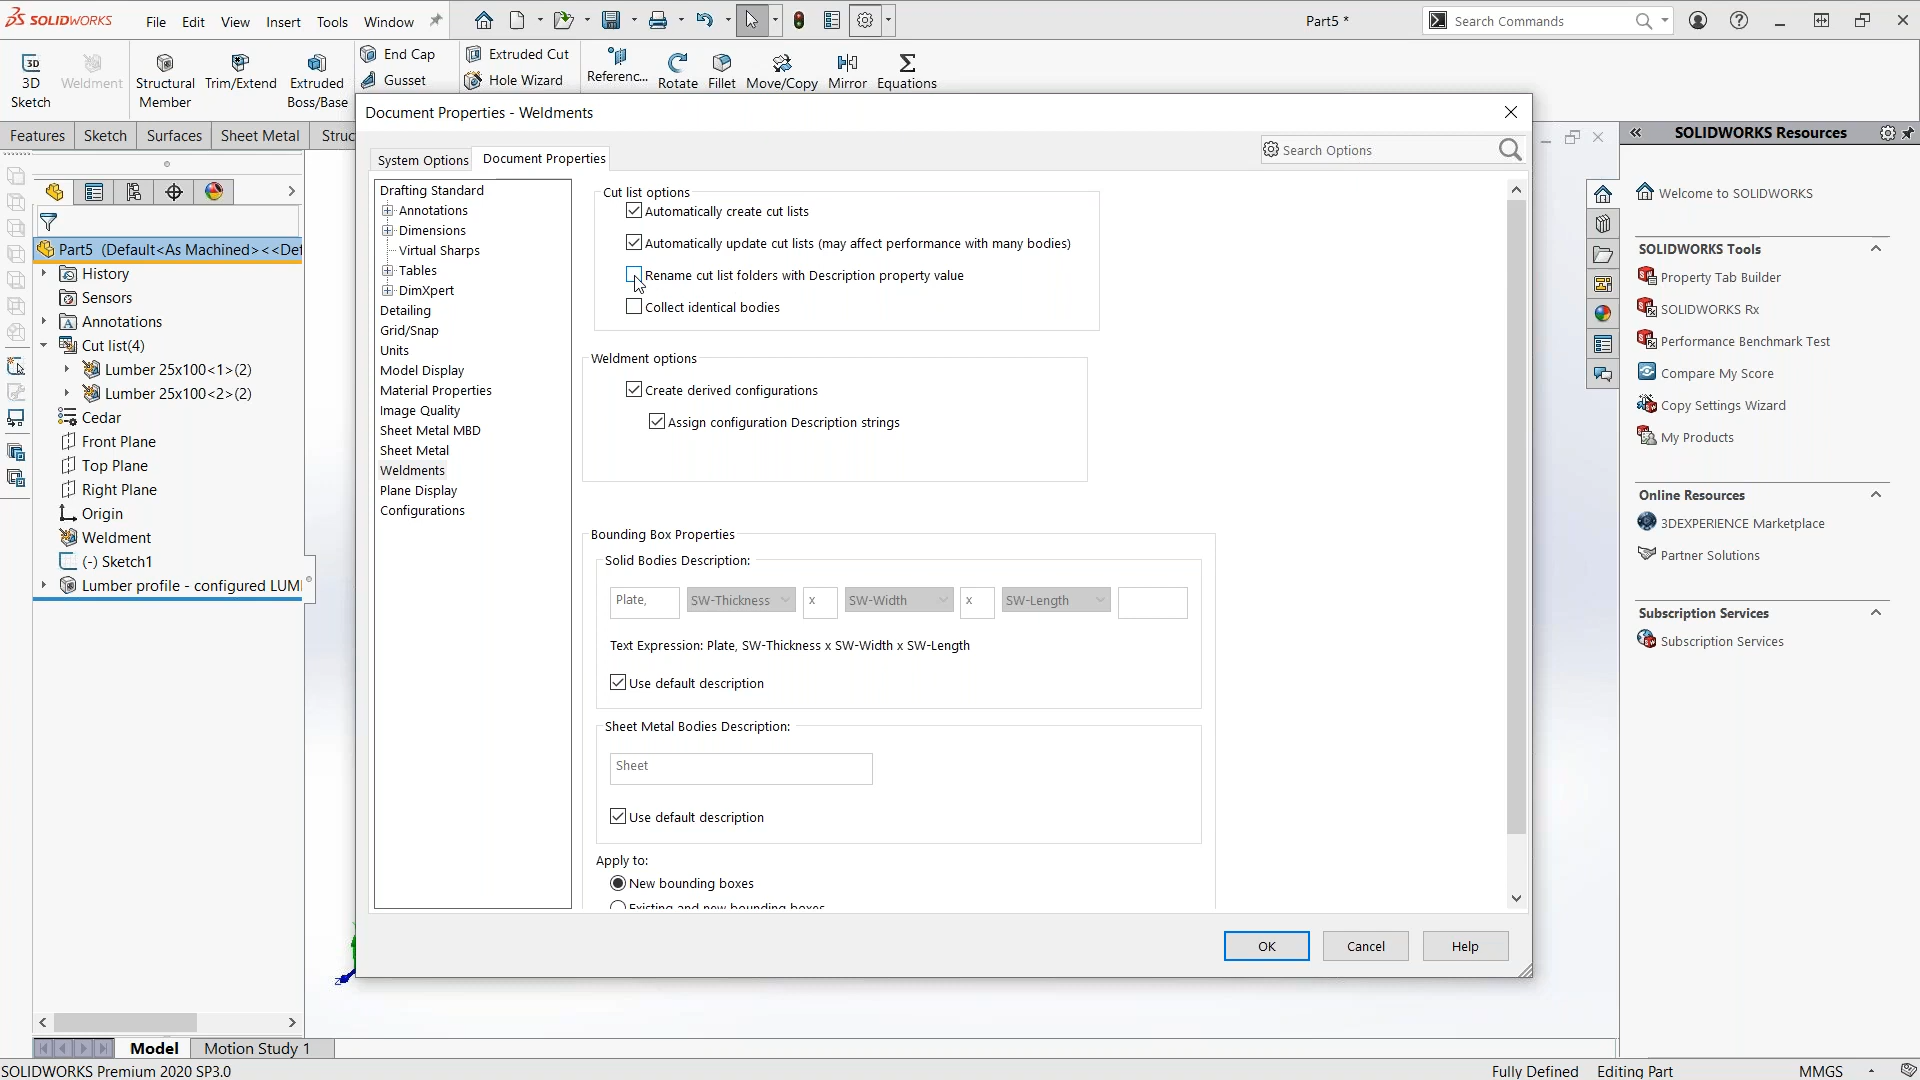 SOLIDWORKS File Edit View Insert Tools Window Part5 * Search Commands
3D Sketch
Weldment
Structural Member
Trim/Extend
Extruded Boss/Base
End Cap
Gusset
Extruded Cut
Hole Wizard
Referenc...
Rotate
Fillet
Move/Copy
Mirror
Equations
Features Sketch Surfaces Sheet Metal Struc
Part5 (Default<As Machined><<Def
History
Sensors
Annotations
Cut list(4)
Lumber 25x100<1>(2)
Lumber 25x100<2>(2)
Cedar
Front Plane
Top Plane
Right Plane
Origin
Weldment
(-) Sketch1
Lumber profile - configured LUMI
Document Properties - Weldments
System Options Document Properties
Search Options
Drafting Standard
Annotations
Dimensions
Virtual Sharps
Tables
DimXpert
Detailing
Grid/Snap
Units
Model Display
Material Properties
Image Quality
Sheet Metal MBD
Sheet Metal
Weldments
Plane Display
Configurations
Cut list options
Automatically create cut lists
Automatically update cut lists (may affect performance with many bodies)
Rename cut list folders with Description property value
Collect identical bodies
Weldment options
Create derived configurations
Assign configuration Description strings
Bounding Box Properties
Solid Bodies Description:
Plate, SW-Thickness x SW-Width x SW-Length
Text Expression: Plate, SW-Thickness x SW-Width x SW-Length
Use default description
Sheet Metal Bodies Description:
Sheet
Use default description
Apply to:
New bounding boxes
Existing and new bounding boxes
OK Cancel Help
SOLIDWORKS Resources
Welcome to SOLIDWORKS
SOLIDWORKS Tools
Property Tab Builder
SOLIDWORKS Rx
Performance Benchmark Test
Compare My Score
Copy Settings Wizard
My Products
Online Resources
3DEXPERIENCE Marketplace
Partner Solutions
Subscription Services
Subscription Services
Z
Model Motion Study 1
SOLIDWORKS Premium 2020 SP3.0 Fully Defined Editing Part MMGS